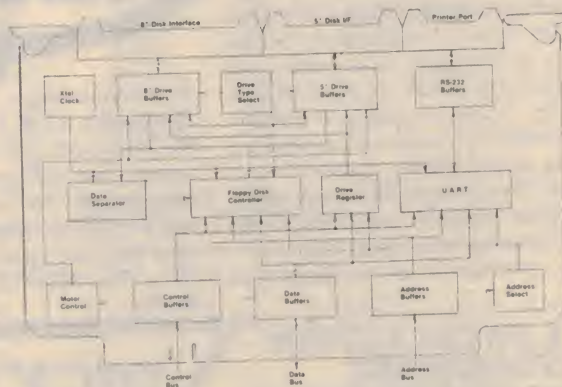 8' Disk Interface
5' Disk I/F
Printer Port
Xtal Clock
8' Drive Buffers
Drive Type Select
5' Drive Buffers
RS-232 Buffers
Data Separator
Floppy Disk Controller
Drive Register
UART
Motor Control
Control Buffers
Data Buffers
Address Buffers
Address Select
Control Bus
Data Bus
Address Bus